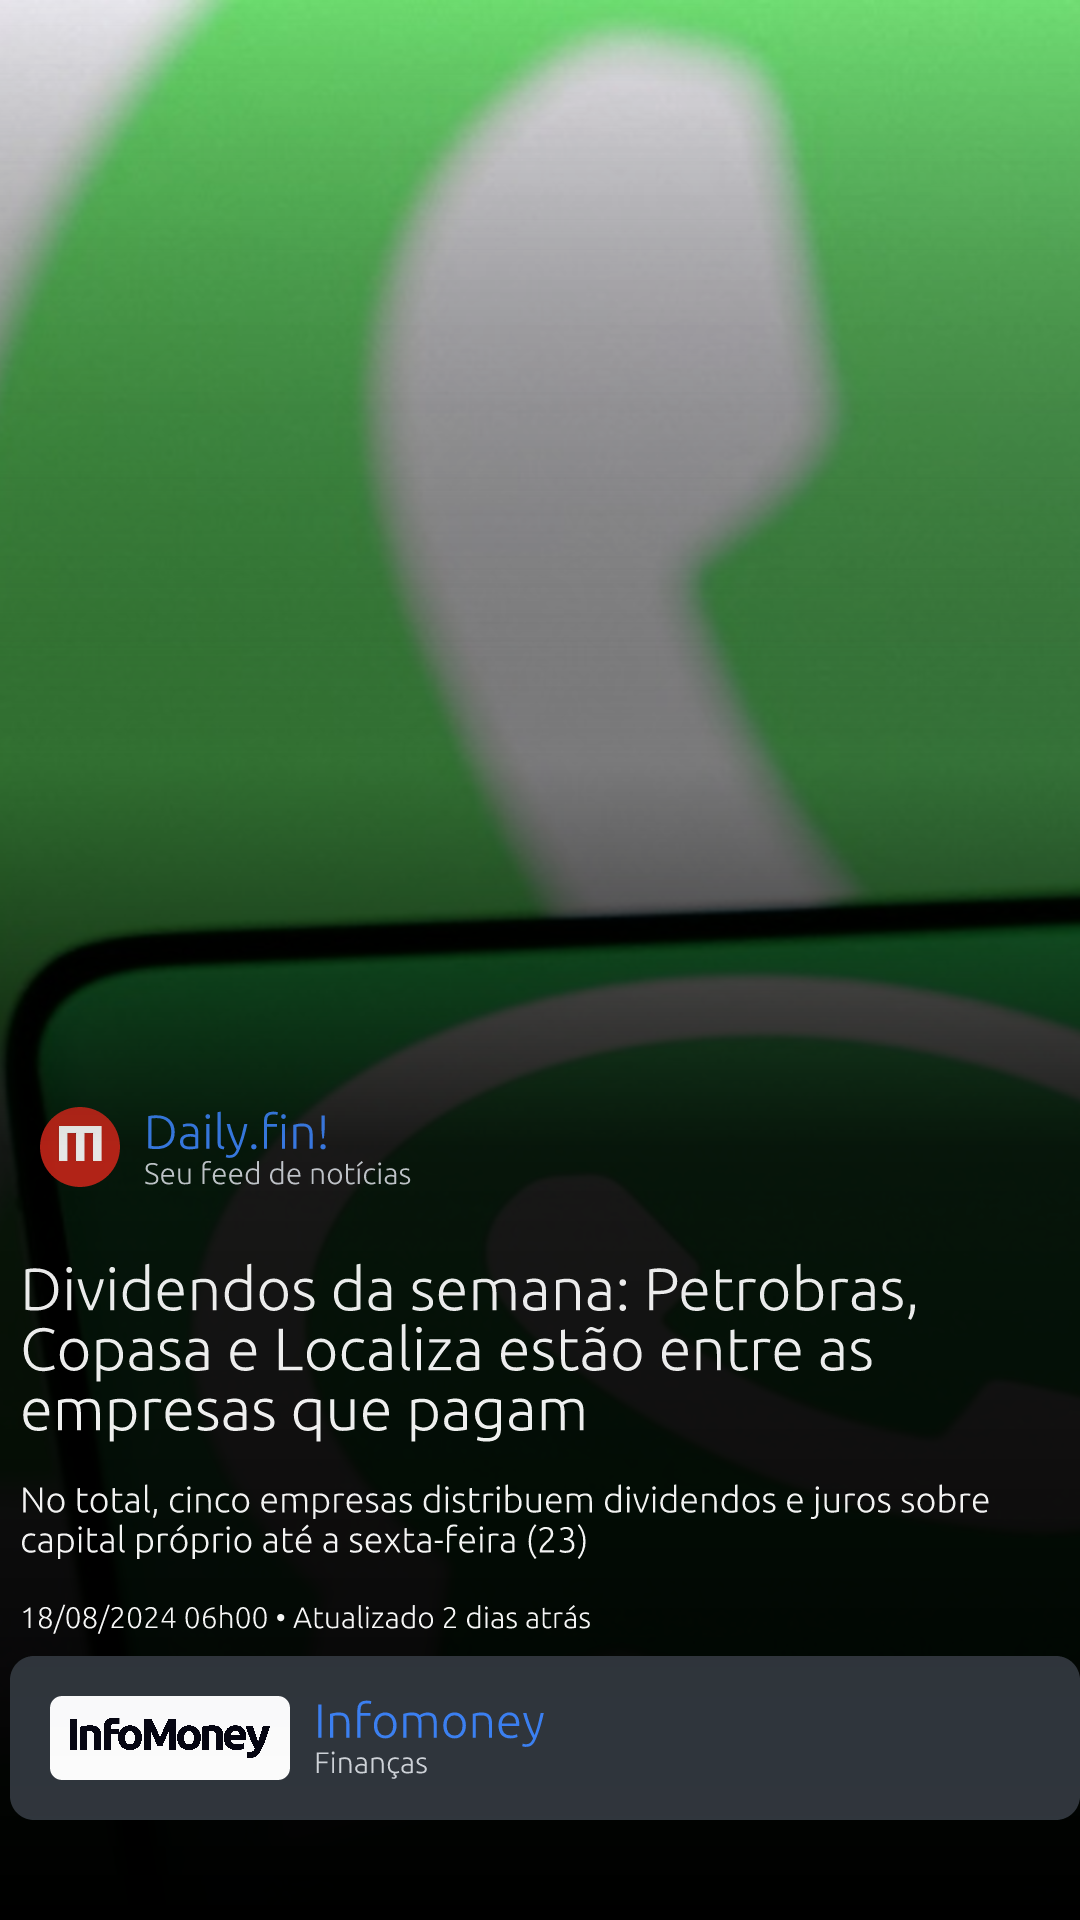 m
Daily.fin!
Seu feed de notícias
Dividendos da semana: Petrobras,
Copasa e Localiza estão entre as
empresas que pagam
No total, cinco empresas distribuem dividendos e juros sobre
capital próprio até a sexta-feira (23)
18/08/2024 06h00 • Atualizado 2 dias atrás
InfoMoney
Infomoney
Finanças